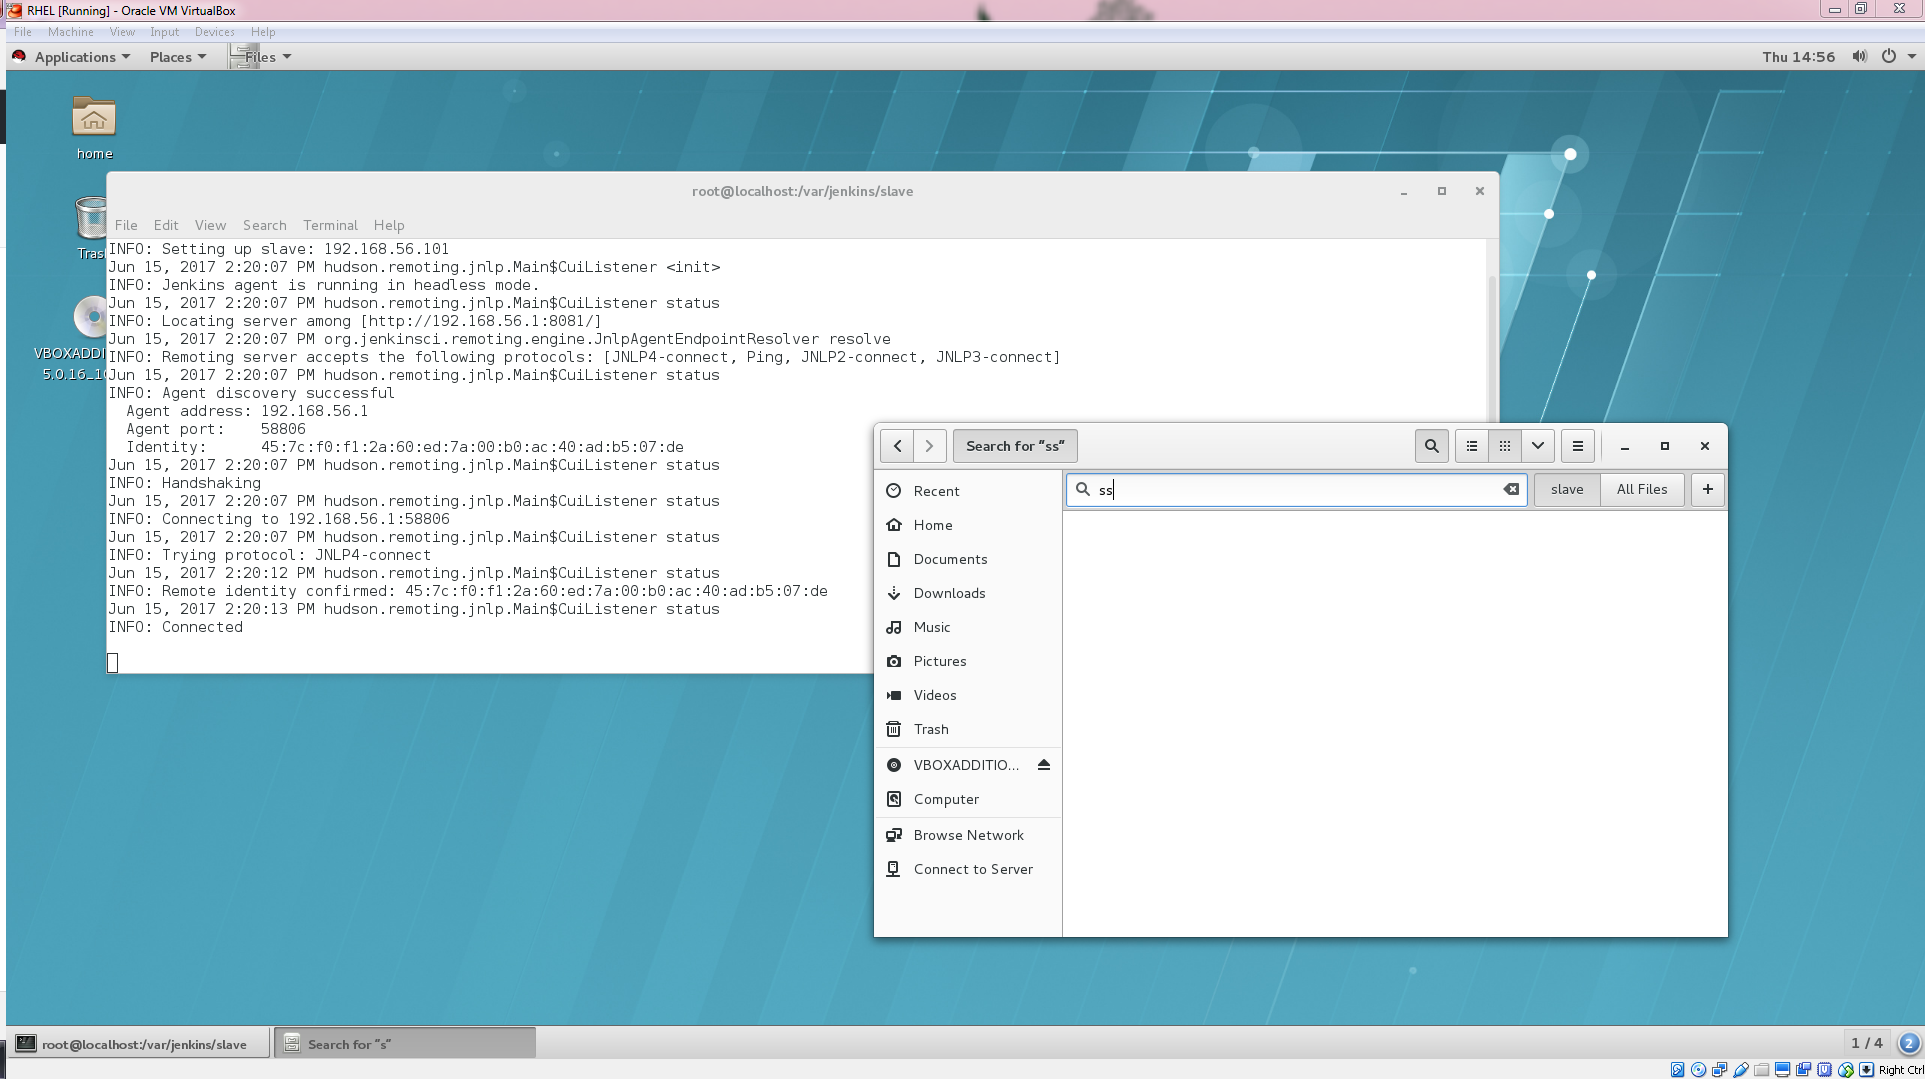 RHEL [Running] - Oracle VM VirtualBox
File Machine View Input Devices Help
Applications Places Files Thu 14:56
home
Trash
VBOXADDI
5.0.16_1
root@localhost:/var/jenkins/slave
File Edit View Search Terminal Help
INFO: Setting up slave: 192.168.56.101
Jun 15, 2017 2:20:07 PM hudson.remoting.jnlp.Main$CuiListener <init>
INFO: Jenkins agent is running in headless mode.
Jun 15, 2017 2:20:07 PM hudson.remoting.jnlp.Main$CuiListener status
INFO: Locating server among [http://192.168.56.1:8081/]
Jun 15, 2017 2:20:07 PM org.jenkinsci.remoting.engine.JnlpAgentEndpointResolver resolve
INFO: Remoting server accepts the following protocols: [JNLP4-connect, Ping, JNLP2-connect, JNLP3-connect]
Jun 15, 2017 2:20:07 PM hudson.remoting.jnlp.Main$CuiListener status
INFO: Agent discovery successful
Agent address: 192.168.56.1
Agent port: 58806
Identity: 45:7c:f0:f1:2a:60:ed:7a:00:b0:ac:40:ad:b5:07:de
Jun 15, 2017 2:20:07 PM hudson.remoting.jnlp.Main$CuiListener status
INFO: Handshaking
Jun 15, 2017 2:20:07 PM hudson.remoting.jnlp.Main$CuiListener status
INFO: Connecting to 192.168.56.1:58806
Jun 15, 2017 2:20:07 PM hudson.remoting.jnlp.Main$CuiListener status
INFO: Trying protocol: JNLP4-connect
Jun 15, 2017 2:20:12 PM hudson.remoting.jnlp.Main$CuiListener status
INFO: Remote identity confirmed: 45:7c:f0:f1:2a:60:ed:7a:00:b0:ac:40:ad:b5:07:de
Jun 15, 2017 2:20:13 PM hudson.remoting.jnlp.Main$CuiListener status
INFO: Connected
Search for “ss”
ss slave All Files +
Recent
Home
Documents
Downloads
Music
Pictures
Videos
Trash
VBOXADDITIO...
Computer
Browse Network
Connect to Server
root@localhost:/var/jenkins/slave Search for “s” 1 / 4 2
Right Ctrl